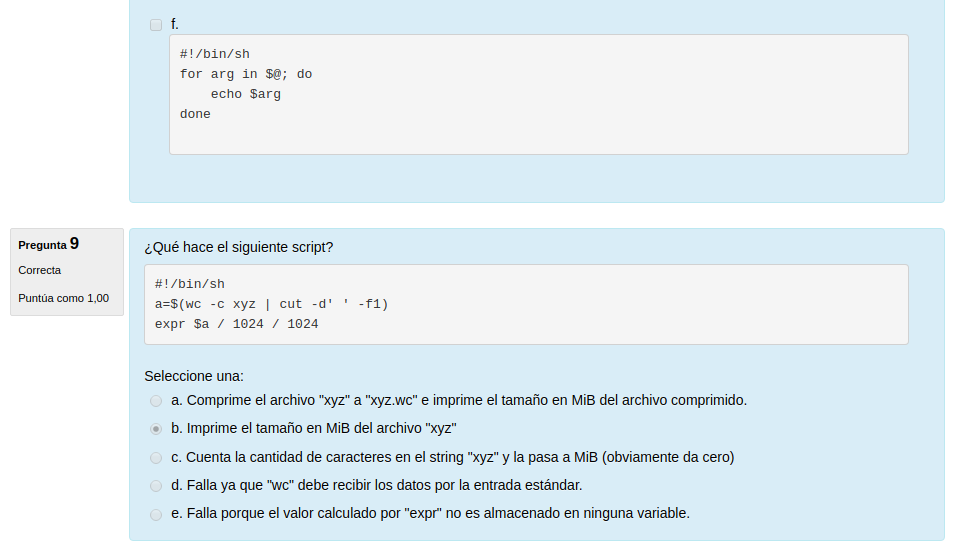 f.
#!/bin/sh
for arg in $@; do
    echo $arg
done
Pregunta 9
Correcta
Puntúa como 1,00
¿Qué hace el siguiente script?
#!/bin/sh
a=$(wc -c xyz | cut -d' ' -f1)
expr $a / 1024 / 1024
Seleccione una:
a. Comprime el archivo "xyz" a "xyz.wc" e imprime el tamaño en MiB del archivo comprimido.
b. Imprime el tamaño en MiB del archivo "xyz"
c. Cuenta la cantidad de caracteres en el string "xyz" y la pasa a MiB (obviamente da cero)
d. Falla ya que "wc" debe recibir los datos por la entrada estándar.
e. Falla porque el valor calculado por "expr" no es almacenado en ninguna variable.